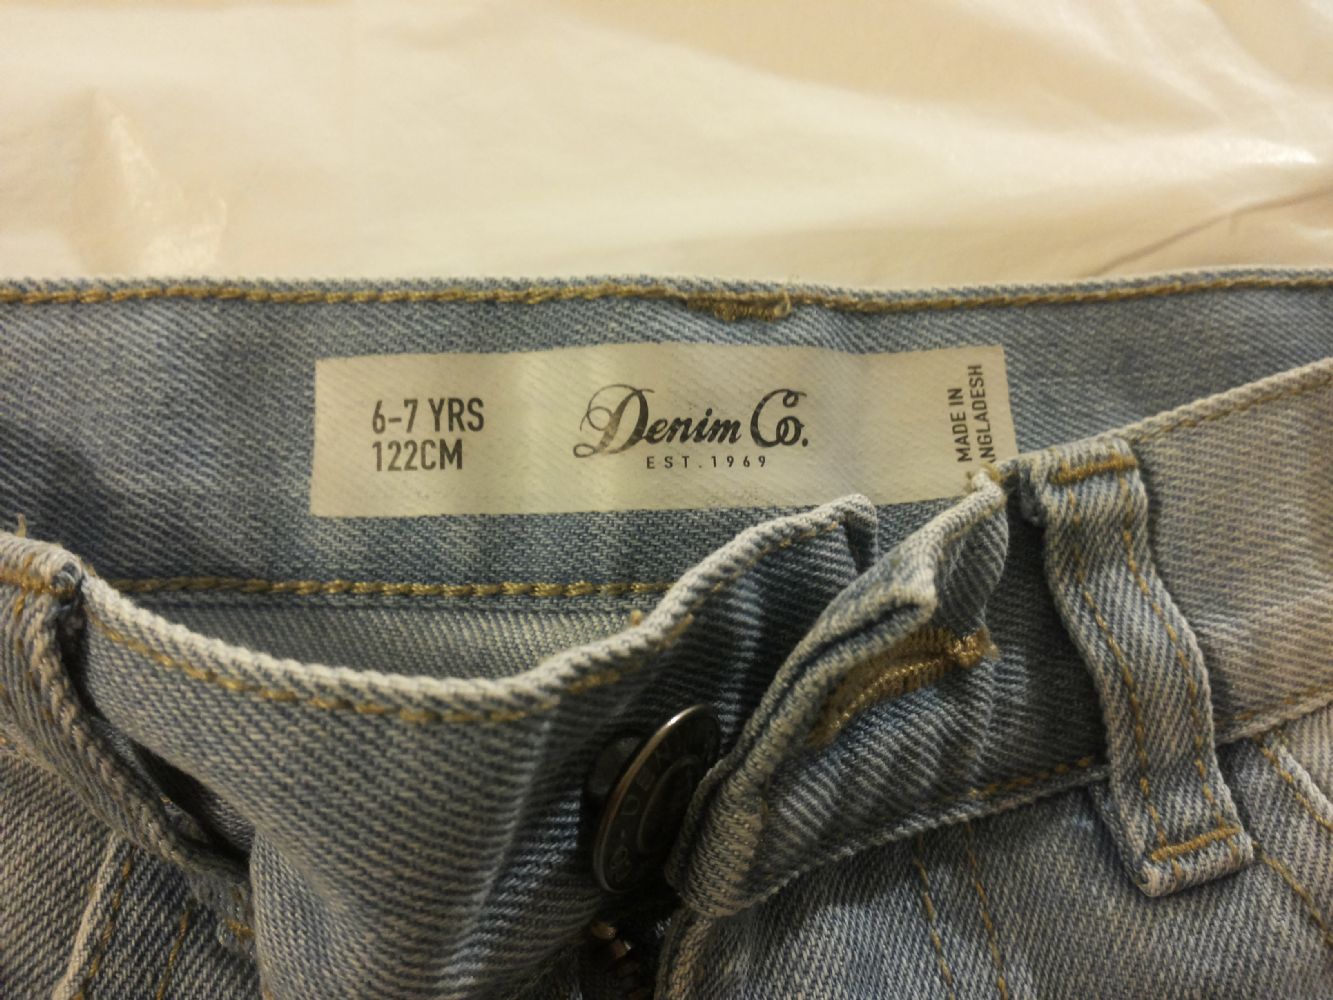 6-7 YRS
122CM
Denim Co.
EST. 1969
MADE IN